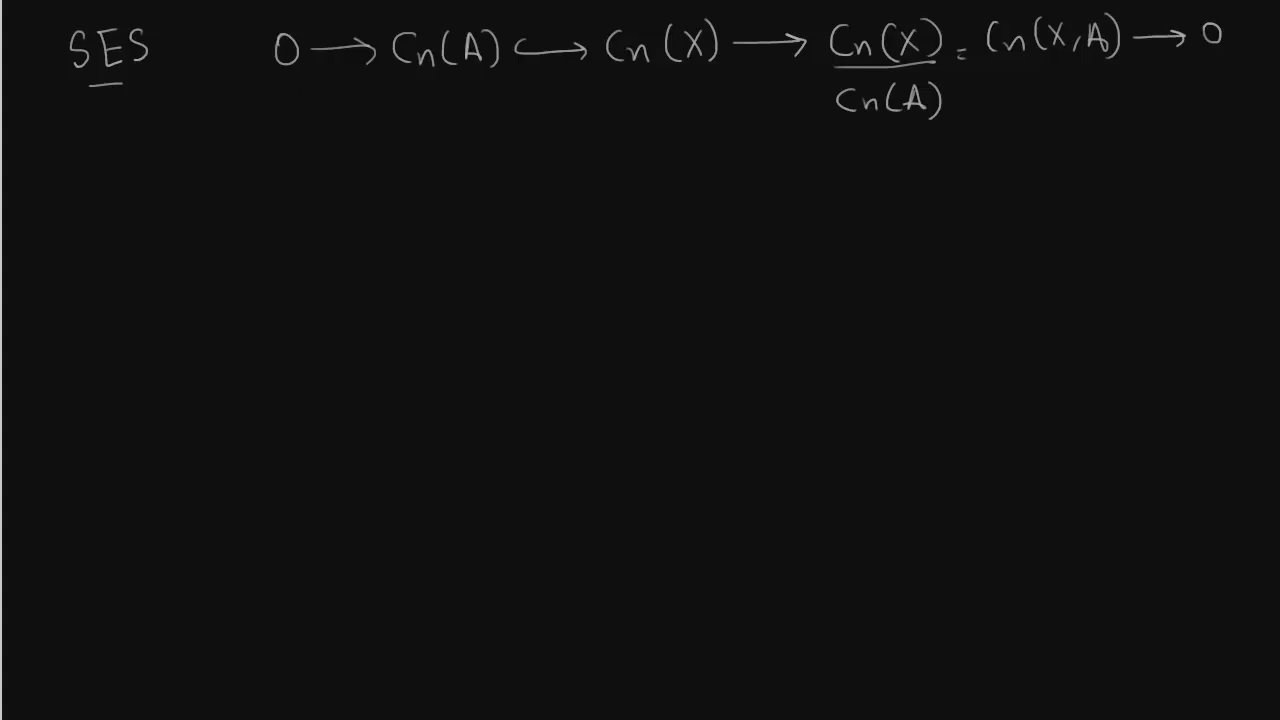 SES 0 → Cn(A) ↪ Cn(X) → Cn(X) = Cn(X,A) → 0
Cn(A)